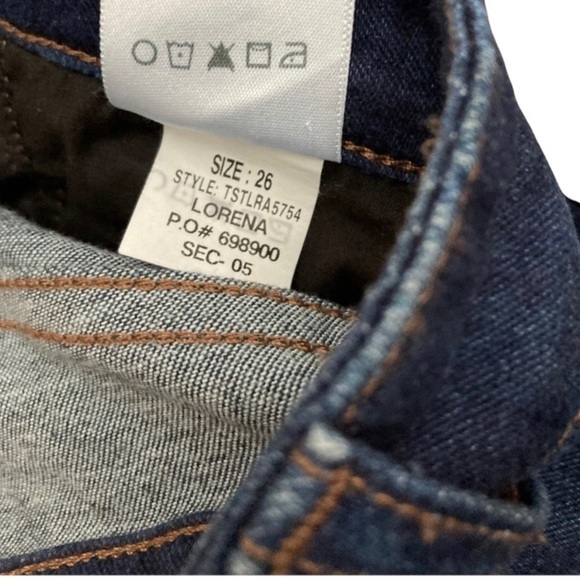 SIZE : 26
STYLE: TSTLRA5754
LORENA
P.O# 698900
SEC- 05